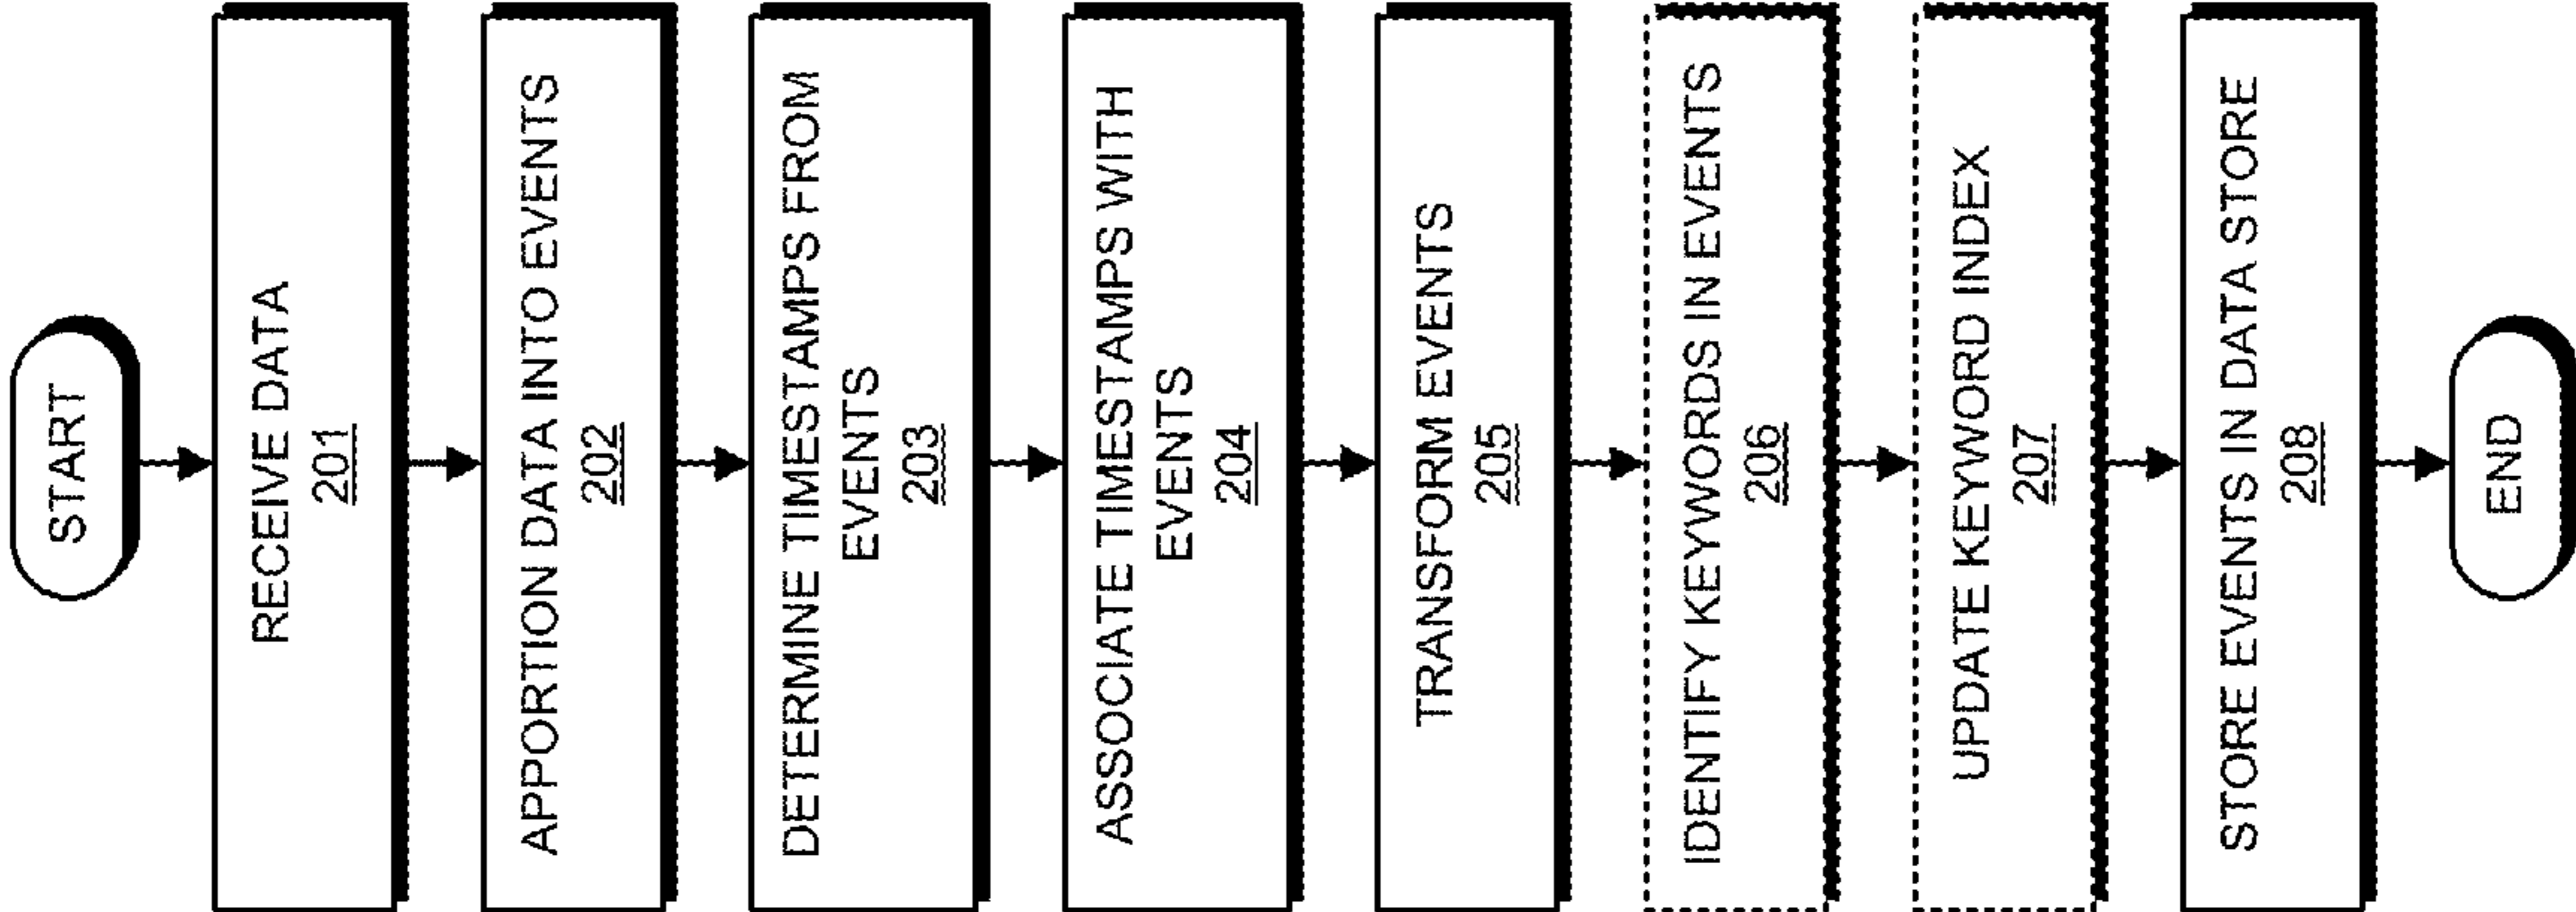 START
RECEIVE DATA
201
APPORTION DATA INTO EVENTS
202
DETERMINE TIMESTAMPS FROM
EVENTS
203
ASSOCIATE TIMESTAMPS WITH
EVENTS
204
TRANSFORM EVENTS
205
IDENTIFY KEYWORDS IN EVENTS
206
UPDATE KEYWORD INDEX
207
STORE EVENTS IN DATA STORE
208
END